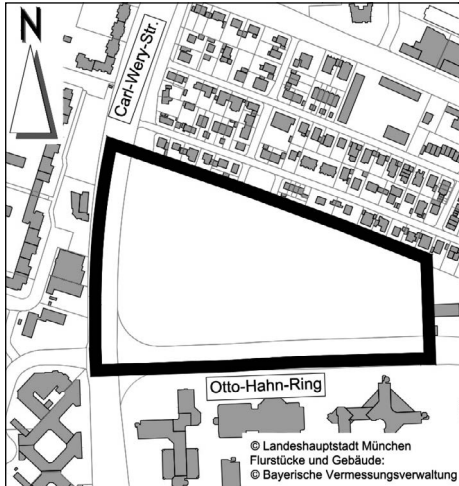 N
Carl-Wery-Str.
Otto-Hahn-Ring
© Landeshauptstadt München
Flurstücke und Gebäude:
© Bayerische Vermessungsverwaltung